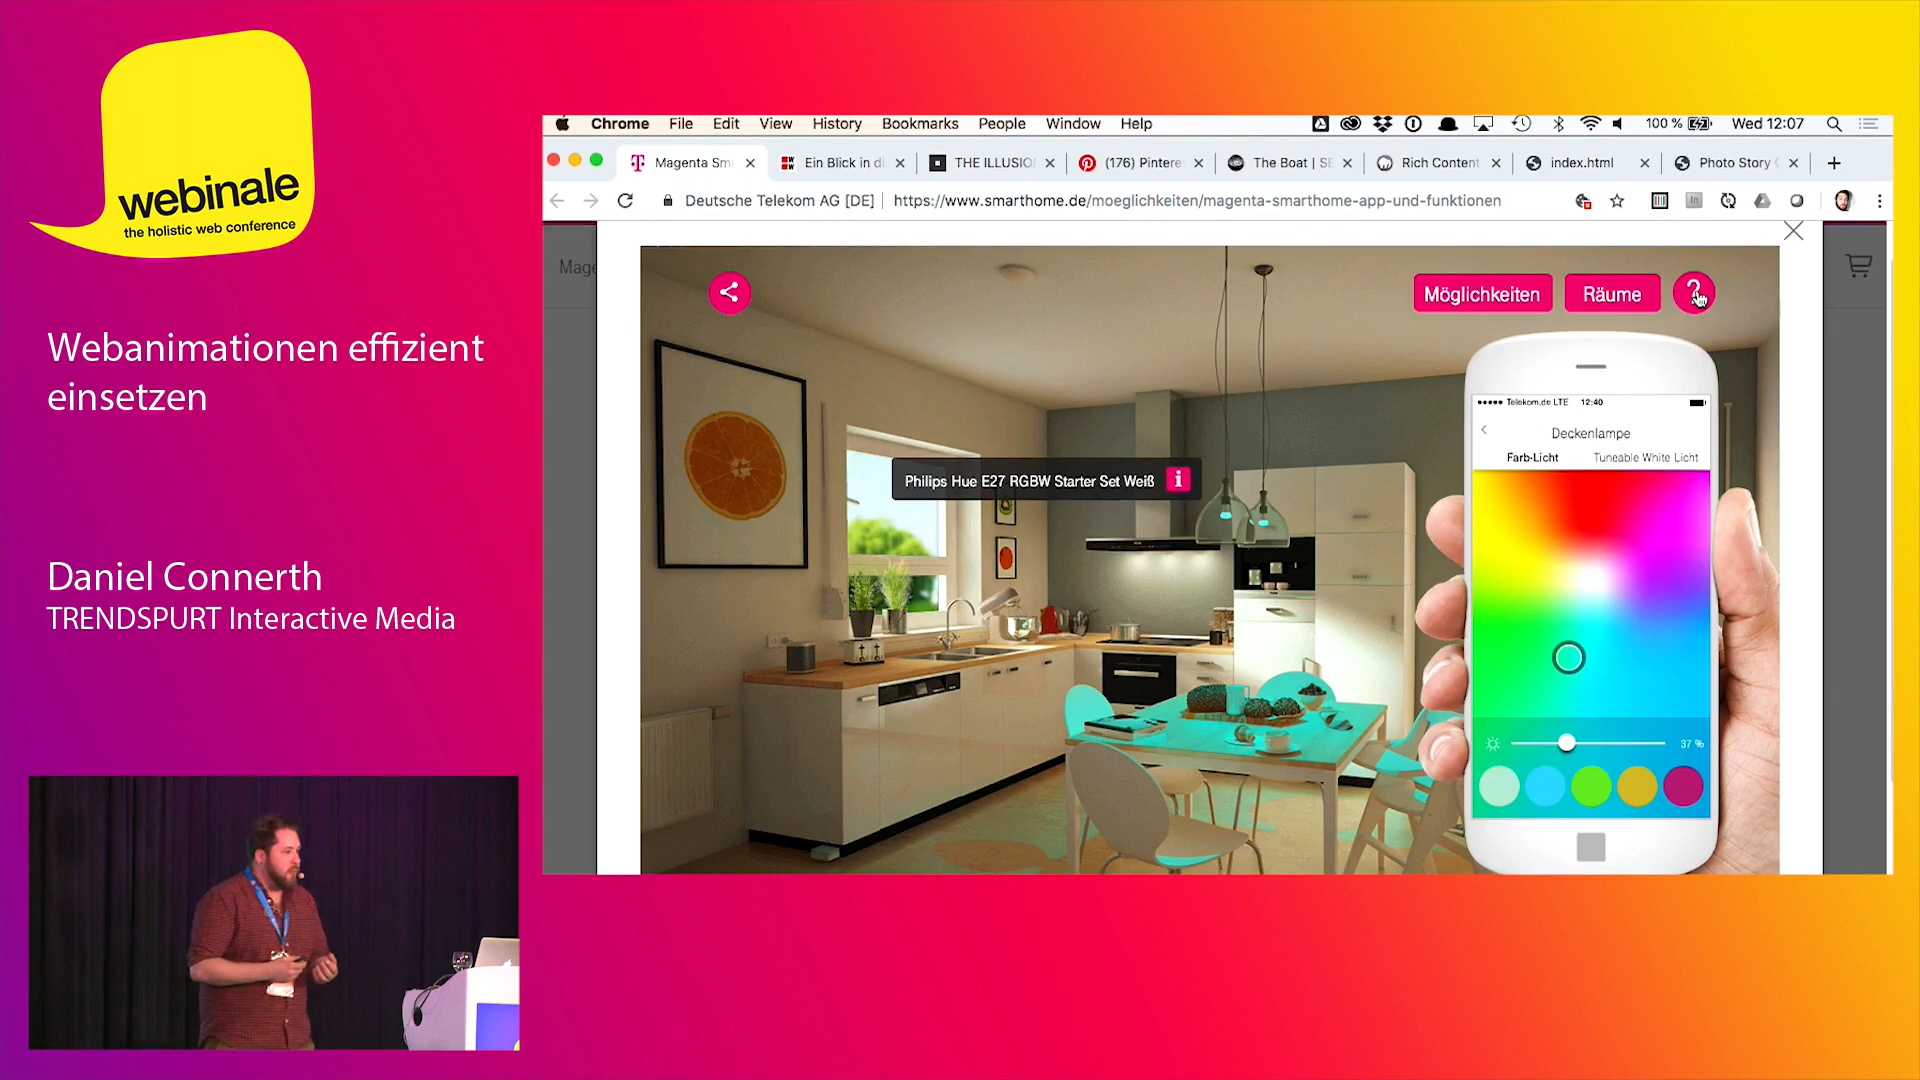 webinale
the holistic web conference
Webanimationen effizient
einsetzen
Daniel Connerth
TRENDSPURT Interactive Media
Chrome File Edit View History Bookmarks People Window Help 100 % Wed 12:07
Magenta Sm Ein Blick in di THE ILLUSIO (176) Pintere The Boat | SE Rich Content index.html Photo Story
Deutsche Telekom AG [DE] https://www.smarthome.de/moeglichkeiten/magenta-smarthome-app-und-funktionen
Mage
Möglichkeiten Räume ?
Telekom.de LTE 12:40
Deckenlampe
Farb-Licht Tuneable White Licht
Philips Hue E27 RGBW Starter Set Weiß i
37 %